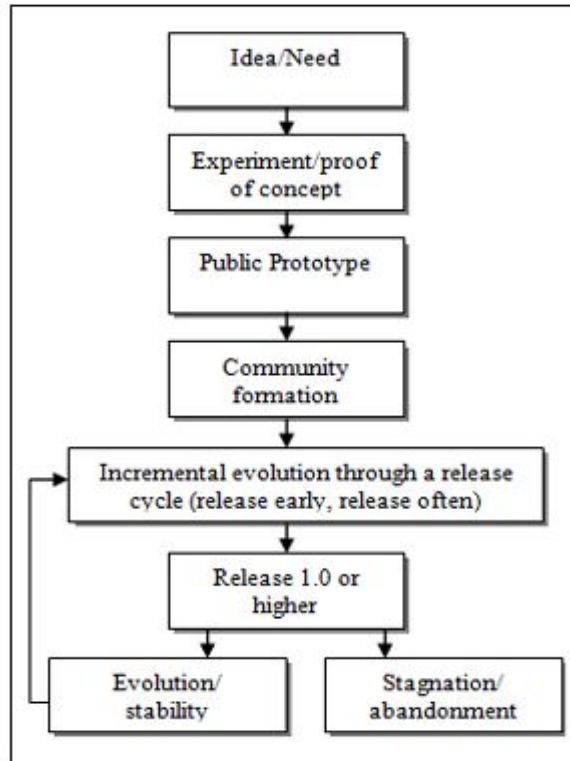 Idea/Need
Experiment/proof
of concept
Public Prototype
Community
formation
Incremental evolution through a release
cycle (release early, release often)
Release 1.0 or
higher
Evolution/
stability
Stagnation/
abandonment